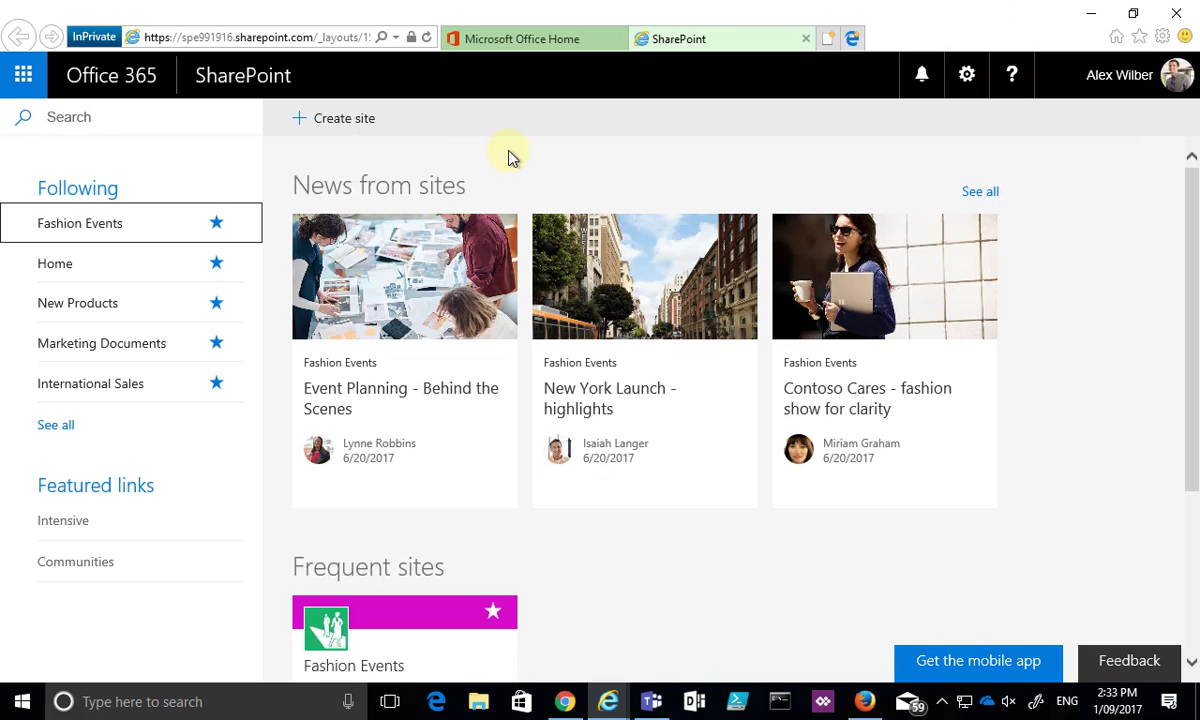 InPrivate
https://spe991916.sharepoint.com/_layouts/15
Microsoft Office Home
SharePoint
Office 365
SharePoint
?
Alex Wilber
Search
Create site
Following
Fashion Events
Home
New Products
Marketing Documents
International Sales
See all
Featured links
Intensive
Communities
News from sites
See all
Fashion Events
Event Planning - Behind the
Scenes
Lynne Robbins
6/20/2017
Fashion Events
New York Launch -
highlights
Isaiah Langer
6/20/2017
Fashion Events
Contoso Cares - fashion
show for clarity
Miriam Graham
6/20/2017
Frequent sites
Fashion Events
Get the mobile app
Feedback
Type here to search
59
ENG
2:33 PM
1/09/2017